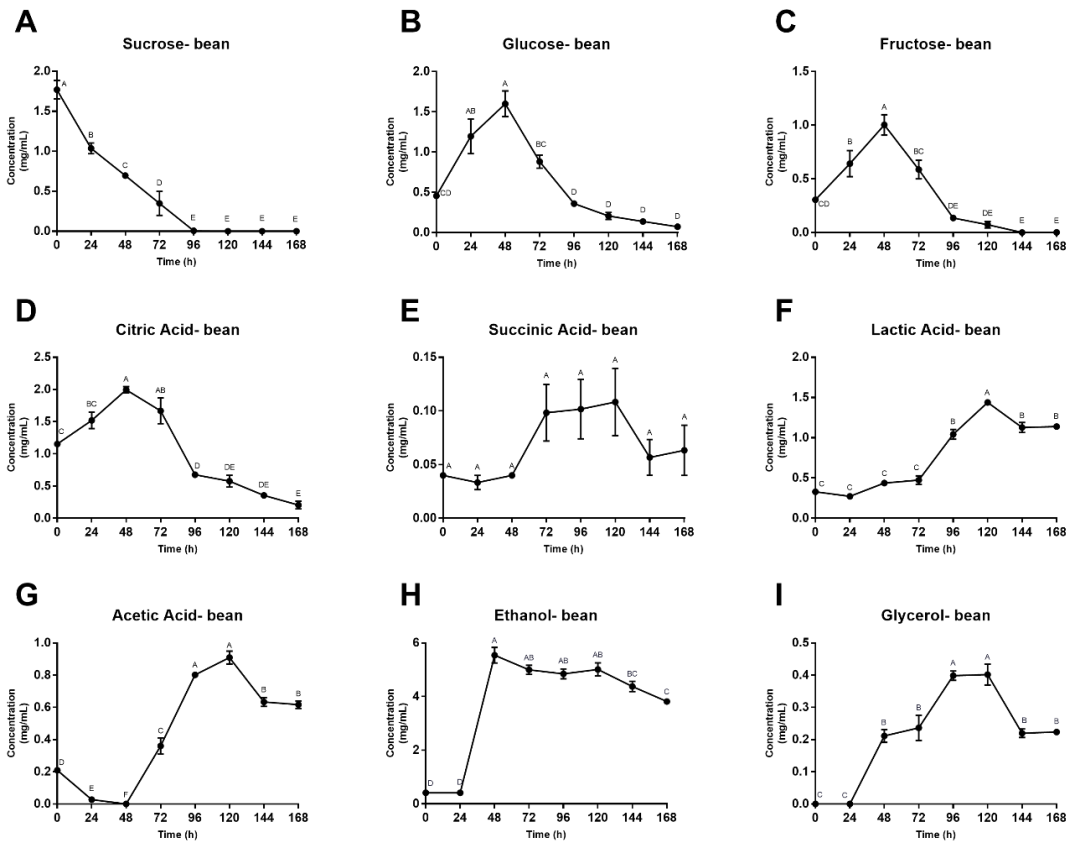 A
Sucrose- bean
Concentration
(mg/mL)
2.0
1.5
1.0
0.5
0.0
A
B
C
D
E
E
E
E
0 24 48 72 96 120 144 168
Time (h)
B
Glucose- bean
Concentration
(mg/mL)
2.0
1.5
1.0
0.5
0.0
CD
AB
A
BC
D
D
D
D
0 24 48 72 96 120 144 168
Time (h)
C
Fructose- bean
Concentration
(mg/mL)
1.5
1.0
0.5
0.0
CD
B
A
BC
DE
DE
E
E
0 24 48 72 96 120 144 168
Time (h)
D
Citric Acid- bean
Concentration
(mg/mL)
2.5
2.0
1.5
1.0
0.5
0.0
C
BC
A
AB
D
DE
DE
E
0 24 48 72 96 120 144 168
Time (h)
E
Succinic Acid- bean
Concentration
(mg/mL)
0.15
0.10
0.05
0.00
A
A
A
A
A
A
A
A
0 24 48 72 96 120 144 168
Time (h)
F
Lactic Acid- bean
Concentration
(mg/mL)
2.0
1.5
1.0
0.5
0.0
C
C
C
C
B
A
B
B
0 24 48 72 96 120 144 168
Time (h)
G
Acetic Acid- bean
Concentration
(mg/mL)
1.0
0.8
0.6
0.4
0.2
0.0
D
E
F
C
A
A
B
B
0 24 48 72 96 120 144 168
Time (h)
H
Ethanol- bean
Concentration
(mg/mL)
6
4
2
0
D
D
A
AB
AB
AB
BC
C
0 24 48 72 96 120 144 168
Time (h)
I
Glycerol- bean
Concentration
(mg/mL)
0.5
0.4
0.3
0.2
0.1
0.0
C
C
B
B
A
A
B
B
0 24 48 72 96 120 144 168
Time (h)